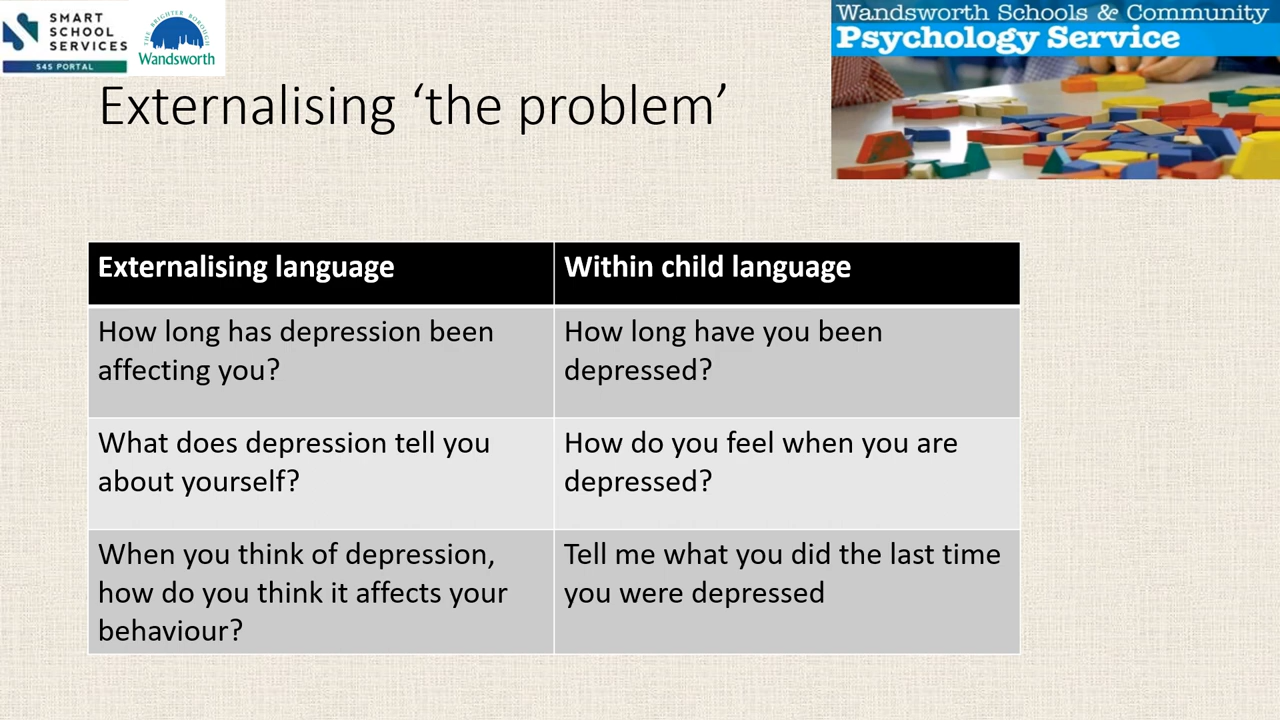 SMART
SCHOOL
SERVICES
S4S PORTAL
THE BRIGHTER BOROUGH
Wandsworth
Wandsworth Schools & Community
Psychology Service
Externalising ‘the problem’
Externalising language
Within child language
How long has depression been
affecting you?
How long have you been
depressed?
What does depression tell you
about yourself?
How do you feel when you are
depressed?
When you think of depression,
how do you think it affects your
behaviour?
Tell me what you did the last time
you were depressed